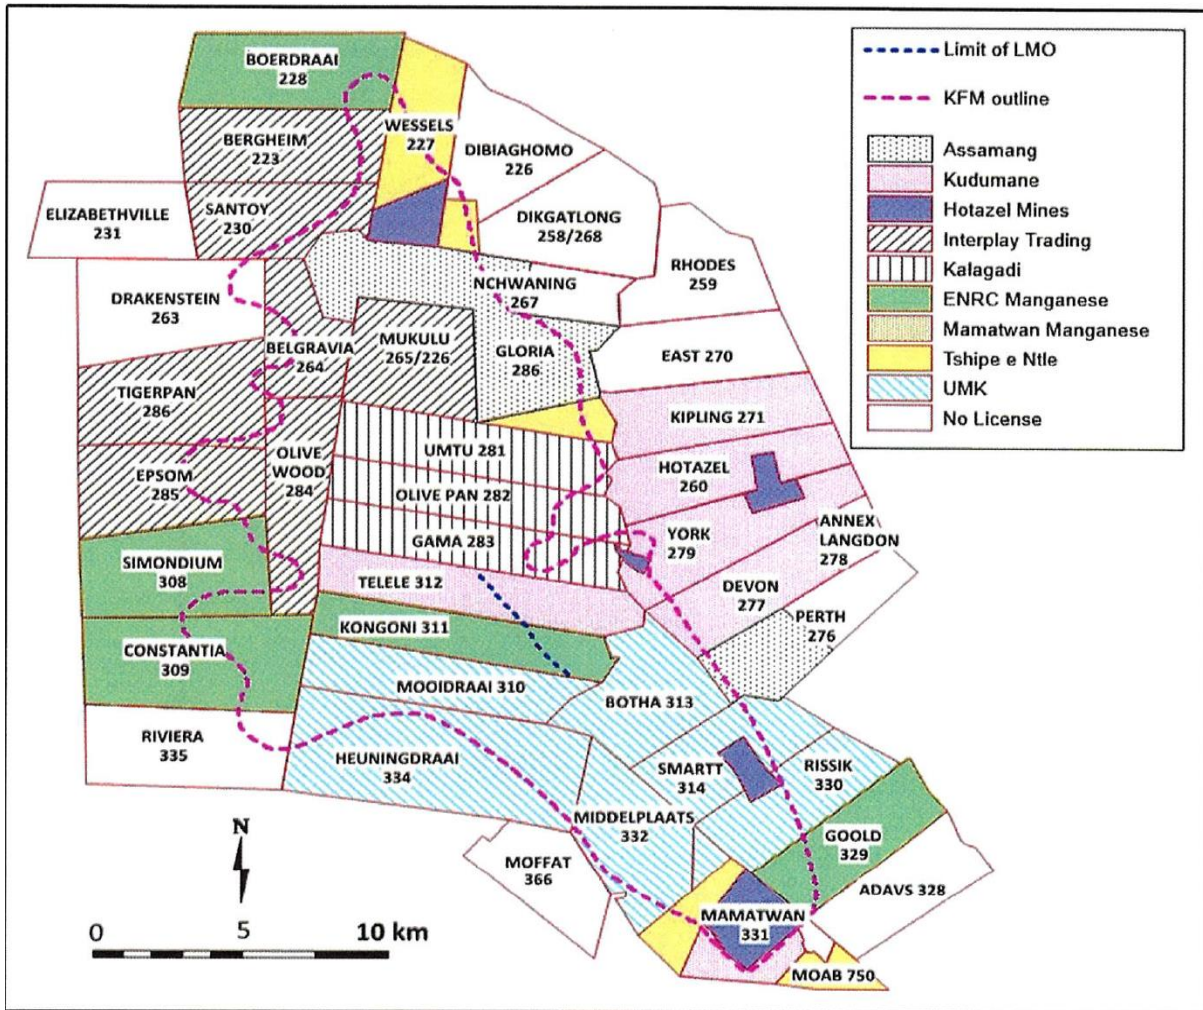 BOERDRAAI
228
BERGHEIM
223
WESSELS
227
DIBIAGHOMO
226
ELIZABETHVILLE
231
SANTOY
230
DIKGATLONG
258/268
RHODES
259
DRAKENSTEIN
263
NCHWANING
267
BELGRAVIA
264
MUKULU
265/226
GLORIA
286
EAST 270
TIGERPAN
286
KIPLING 271
UMTU 281
OLIVE
WOOD
284
HOTAZEL
260
EPSOM
285
OLIVE PAN 282
GAMA 283
YORK
279
ANNEX
LANGDON
278
SIMONDIUM
308
TELELE 312
DEVON
277
PERTH
276
KONGONI 311
CONSTANTIA
309
MOOIDRAAI 310
BOTHA 313
RIVIERA
335
HEUNINGDRAAI
334
SMARTT
314
RISSIK
330
MIDDELPLAATS
332
GOOLD
329
MOFFAT
366
ADAVS 328
MAMATWAN
331
MOAB 750
N
0 5 10 km
Limit of LMO
KFM outline
Assamang
Kudumane
Hotazel Mines
Interplay Trading
Kalagadi
ENRC Manganese
Mamatwan Manganese
Tshipe e Ntle
UMK
No License